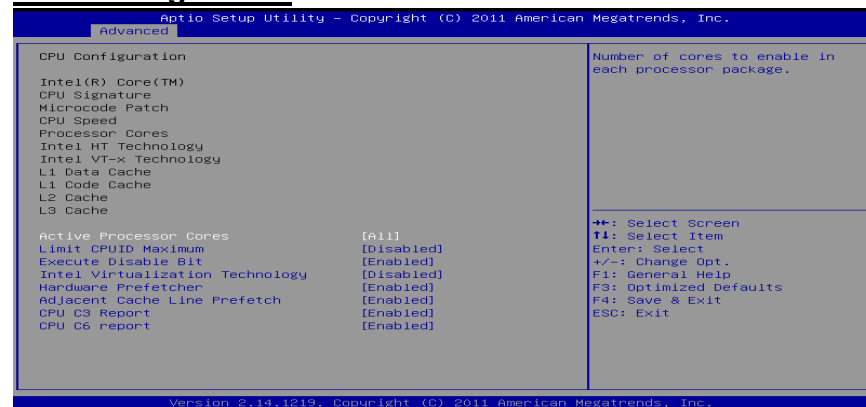 Aptio Setup Utility – Copyright (C) 2011 American Megatrends, Inc.
Advanced
CPU Configuration
Intel(R) Core(TM)
CPU Signature
Microcode Patch
CPU Speed
Processor Cores
Intel HT Technology
Intel VT-x Technology
L1 Data Cache
L1 Code Cache
L2 Cache
L3 Cache
Active Processor Cores [All]
Limit CPUID Maximum [Disabled]
Execute Disable Bit [Enabled]
Intel Virtualization Technology [Disabled]
Hardware Prefetcher [Enabled]
Adjacent Cache Line Prefetch [Enabled]
CPU C3 Report [Enabled]
CPU C6 report [Enabled]
Number of cores to enable in
each processor package.
→←: Select Screen
↑↓: Select Item
Enter: Select
+/-: Change Opt.
F1: General Help
F3: Optimized Defaults
F4: Save & Exit
ESC: Exit
Version 2.14.1219. Copyright (C) 2011 American Megatrends, Inc.